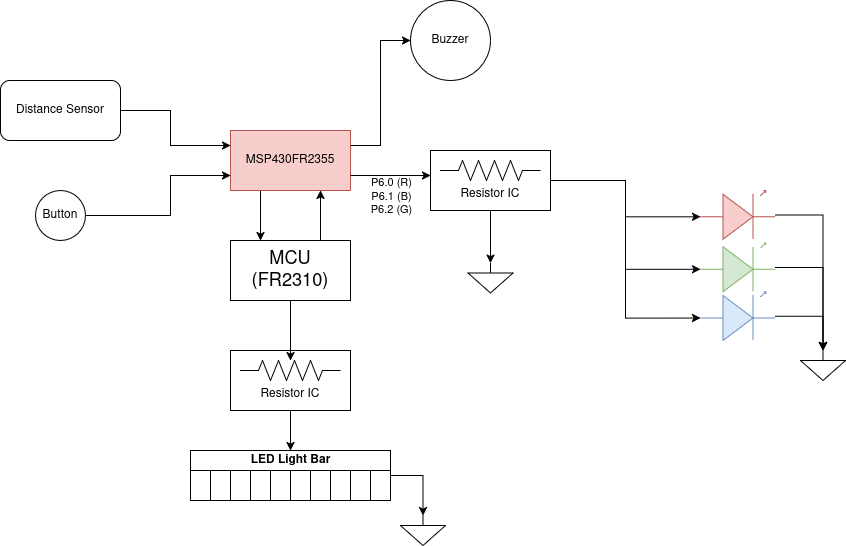 Buzzer
Distance Sensor
MSP430FR2355
P6.0 (R)
P6.1 (B)
P6.2 (G)
Resistor IC
Button
MCU
(FR2310)
Resistor IC
LED Light Bar